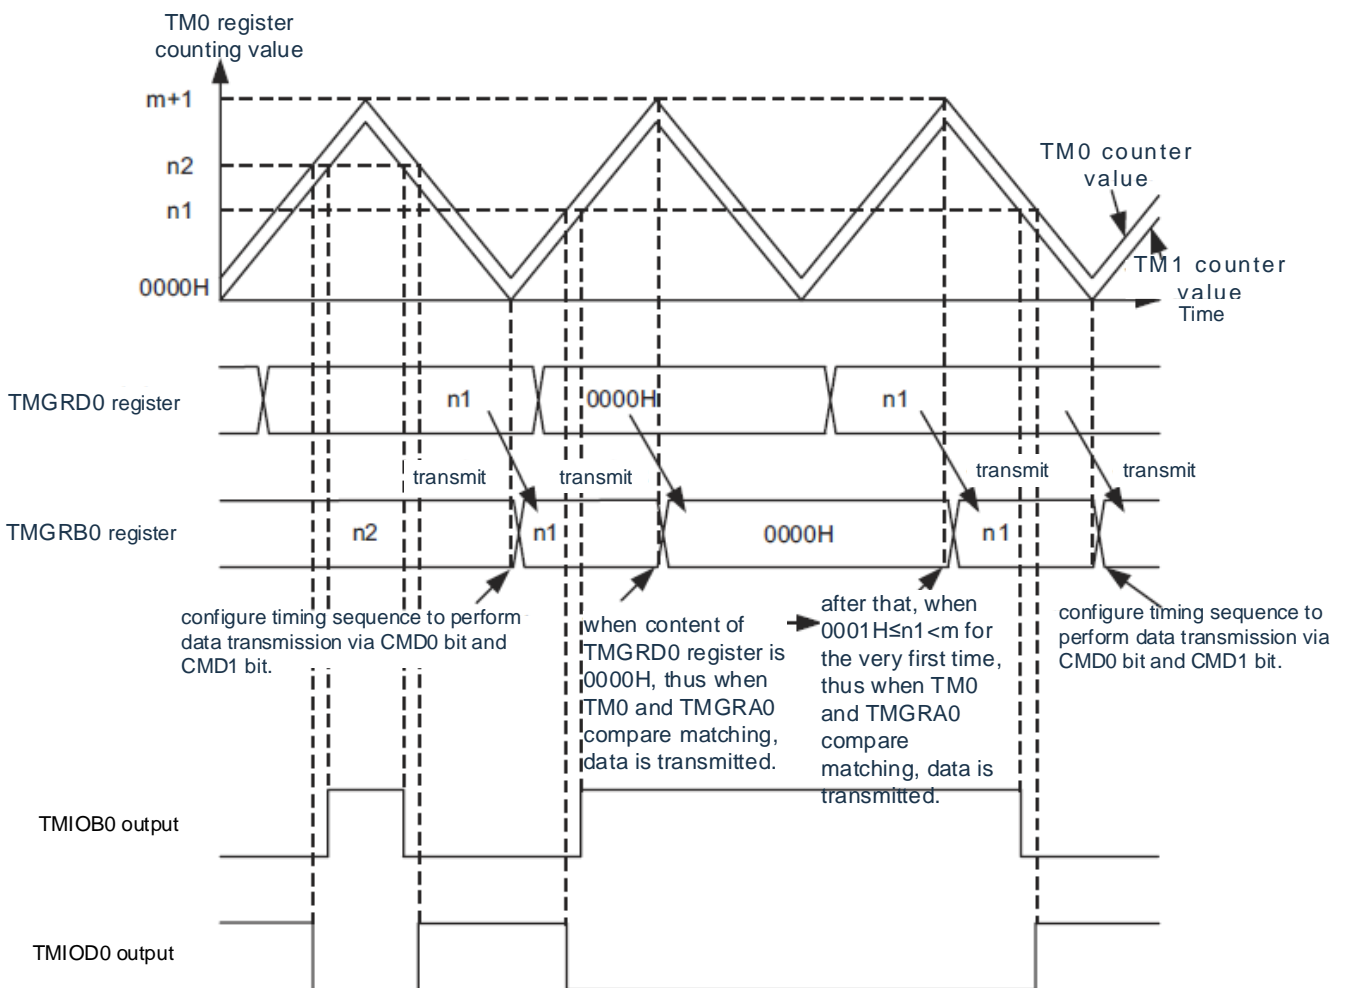 TM0 register
counting value
m+1
n2
n1
0000H
TM0 counter
value
TM1 counter
value
Time
TMGRD0 register
n1
0000H
n1
transmit
transmit
transmit
transmit
TMGRB0 register
n2
n1
0000H
n1
configure timing sequence to perform
data transmission via CMD0 bit and
CMD1 bit.
when content of
TMGRD0 register is
0000H, thus when
TM0 and TMGRA0
compare matching,
data is transmitted.
after that, when
0001H≤n1<m for
the very first time,
thus when TM0
and TMGRA0
compare
matching, data is
transmitted.
configure timing sequence to
perform data transmission via
CMD0 bit and CMD1 bit.
TMIOB0 output
TMIOD0 output